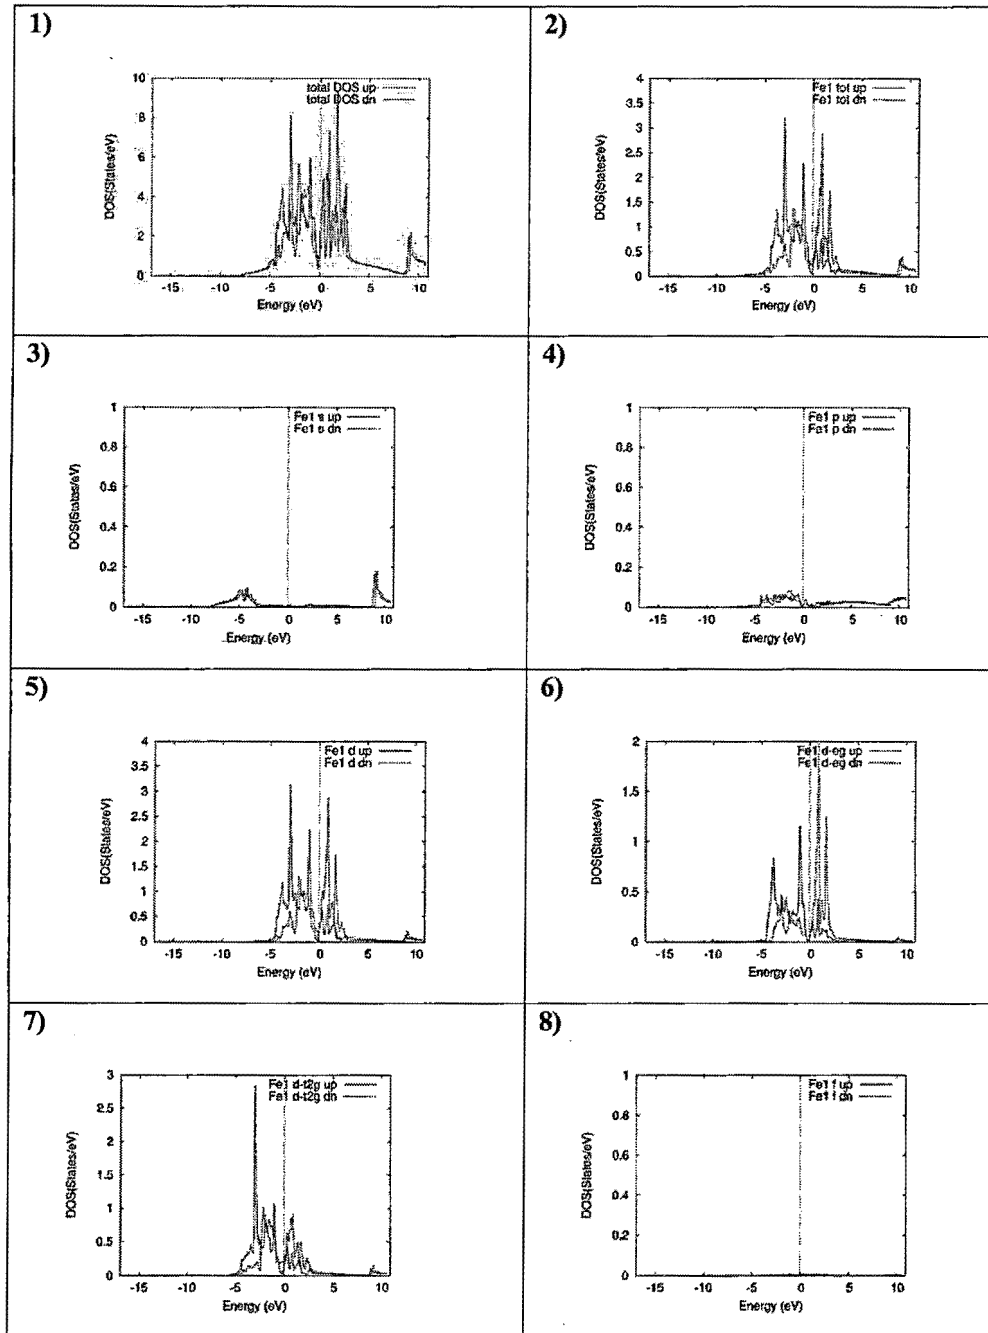 1)
10
8
6
4
2
0
DOS(States/eV)
total DOS up
total DOS dn
-15 -10 -5 0 5 10
Energy (eV)
2)
4
3.5
3
2.5
2
1.5
1
0.5
0
DOS(States/eV)
Fe1 tot up
Fe1 tot dn
-15 -10 -5 0 5 10
Energy (eV)
3)
1
0.8
0.6
0.4
0.2
0
DOS(States/eV)
Fe1 s up
Fe1 s dn
-15 -10 -5 0 5 10
Energy (eV)
4)
1
0.8
0.6
0.4
0.2
0
DOS(States/eV)
Fe1 p up
Fe1 p dn
-15 -10 -5 0 5 10
Energy (eV)
5)
4
3.5
3
2.5
2
1.5
1
0.5
0
DOS(States/eV)
Fe1 d up
Fe1 d dn
-15 -10 -5 0 5 10
Energy (eV)
6)
2
1.5
1
0.5
0
DOS(States/eV)
Fe1 d-eg up
Fe1 d-eg dn
-15 -10 -5 0 5 10
Energy (eV)
7)
3
2.5
2
1.5
1
0.5
0
DOS(States/eV)
Fe1 d-t2g up
Fe1 d-t2g dn
-15 -10 -5 0 5 10
Energy (eV)
8)
1
0.8
0.6
0.4
0.2
0
DOS(States/eV)
Fe1 f up
Fe1 f dn
-15 -10 -5 0 5 10
Energy (eV)